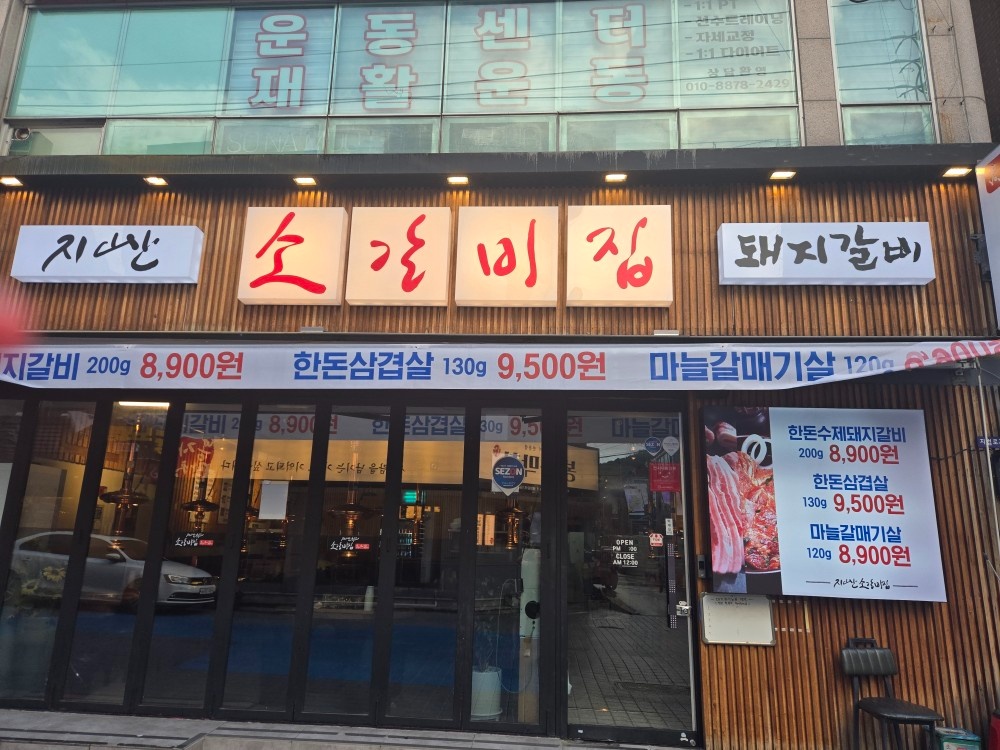 운동센터
재활운동
- 1:1 PT
- 전수트레이닝
- 자세교정
- 1:1 다이어트
상담환영
010-8878-2429
지산
소갈비집
돼지갈비
지갈비 200g 8,900원 한돈삼겹살 130g 9,500원 마늘갈매기살 120g
SEZON
OPEN
PM :00
CLOSE
AM 12:00
한돈수제돼지갈비
200g 8,900원
한돈삼겹살
130g 9,500원
마늘갈매기살
120g 8,900원
소갈비집